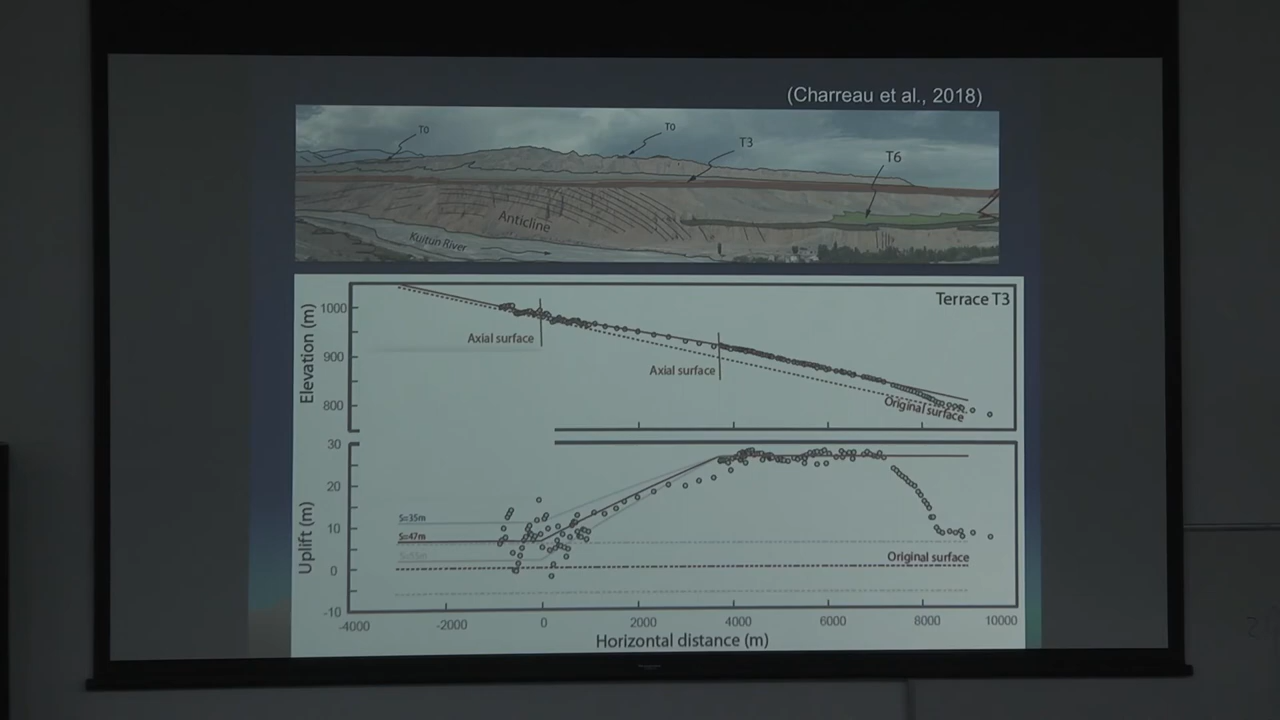 (Charreau et al., 2018)
T0
T0
T3
T6
Anticline
Kuitun River
Terrace T3
Elevation (m)
1000
900
800
Axial surface
Axial surface
Original surface
Uplift (m)
30
20
10
0
-10
S=35m
S=47m
S=55m
Original surface
-4000
-2000
0
2000
4000
6000
8000
10000
Horizontal distance (m)